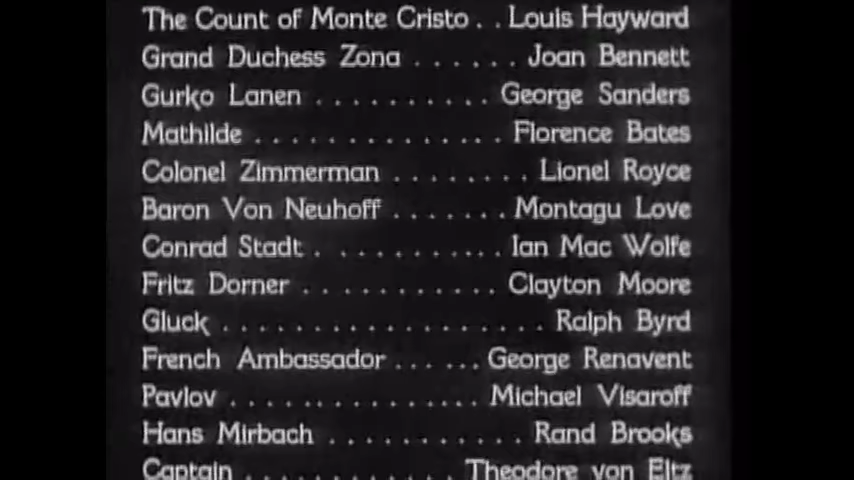 The Count of Monte Cristo . . Louis Hayward
Grand Duchess Zona . . . . . . Joan Bennett
Gurko Lanen . . . . . . . . . . George Sanders
Mathilde . . . . . . . . . . . . . . Florence Bates
Colonel Zimmerman . . . . . . . . Lionel Royce
Baron Von Neuhoff . . . . . . . Montagu Love
Conrad Stadt . . . . . . . . . . . Ian Mac Wolfe
Fritz Dorner . . . . . . . . . . . Clayton Moore
Gluck . . . . . . . . . . . . . . . . . . Ralph Byrd
French Ambassador . . . . . . George Renavent
Pavlov . . . . . . . . . . . . . . . Michael Visaroff
Hans Mirbach . . . . . . . . . . . Rand Brooks
Captain . . . . . . . . . . . . Theodore von Eltz